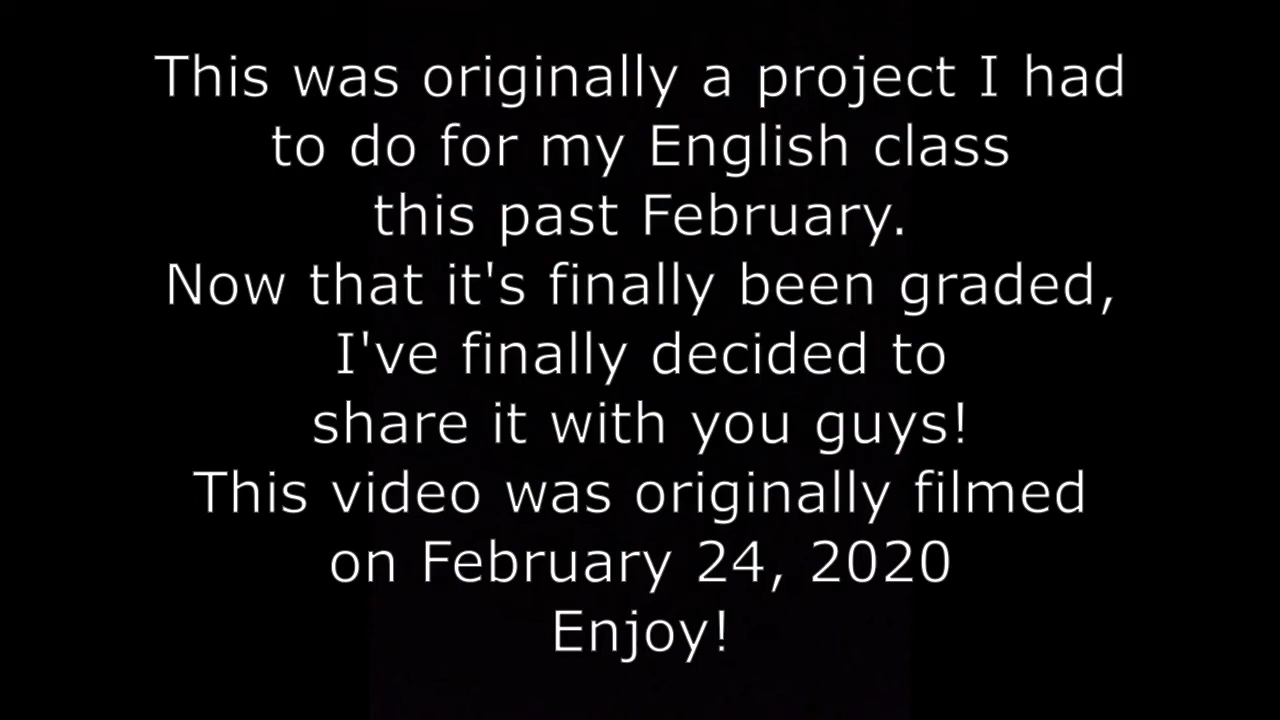 This was originally a project I had
to do for my English class
this past February.
Now that it's finally been graded,
I've finally decided to
share it with you guys!
This video was originally filmed
on February 24, 2020
Enjoy!